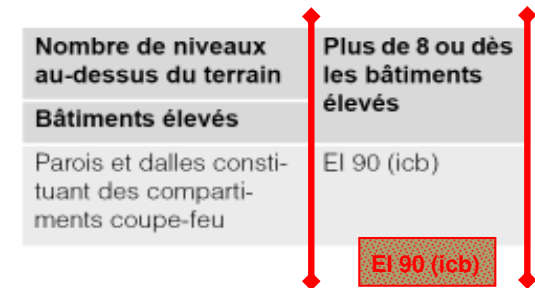 Nombre de niveaux
au-dessus du terrain
Bâtiments élevés
Plus de 8 ou dès
les bâtiments
élevés
Parois et dalles consti-
tuant des comparti-
ments coupe-feu
EI 90 (icb)
EI 90 (icb)